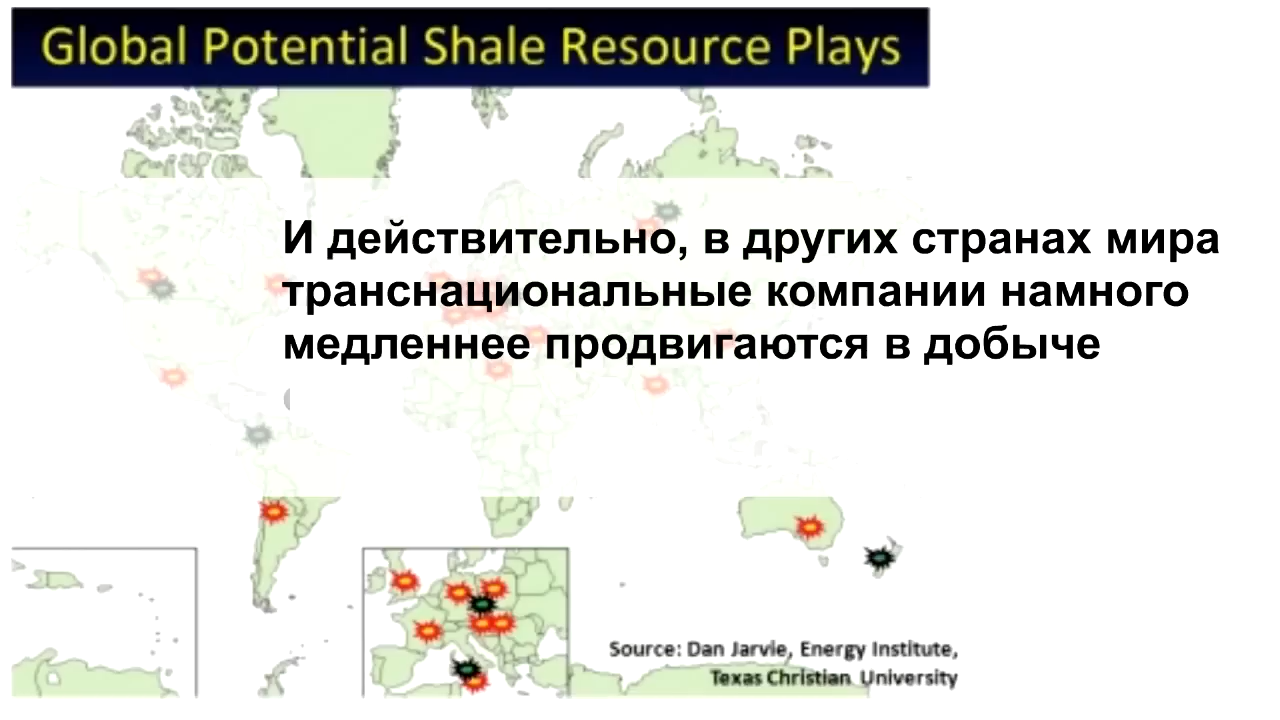 Global Potential Shale Resource Plays
И действительно, в других странах мира
транснациональные компании намного
медленнее продвигаются в добыче
Source: Dan Jarvie, Energy Institute,
Texas Christian University